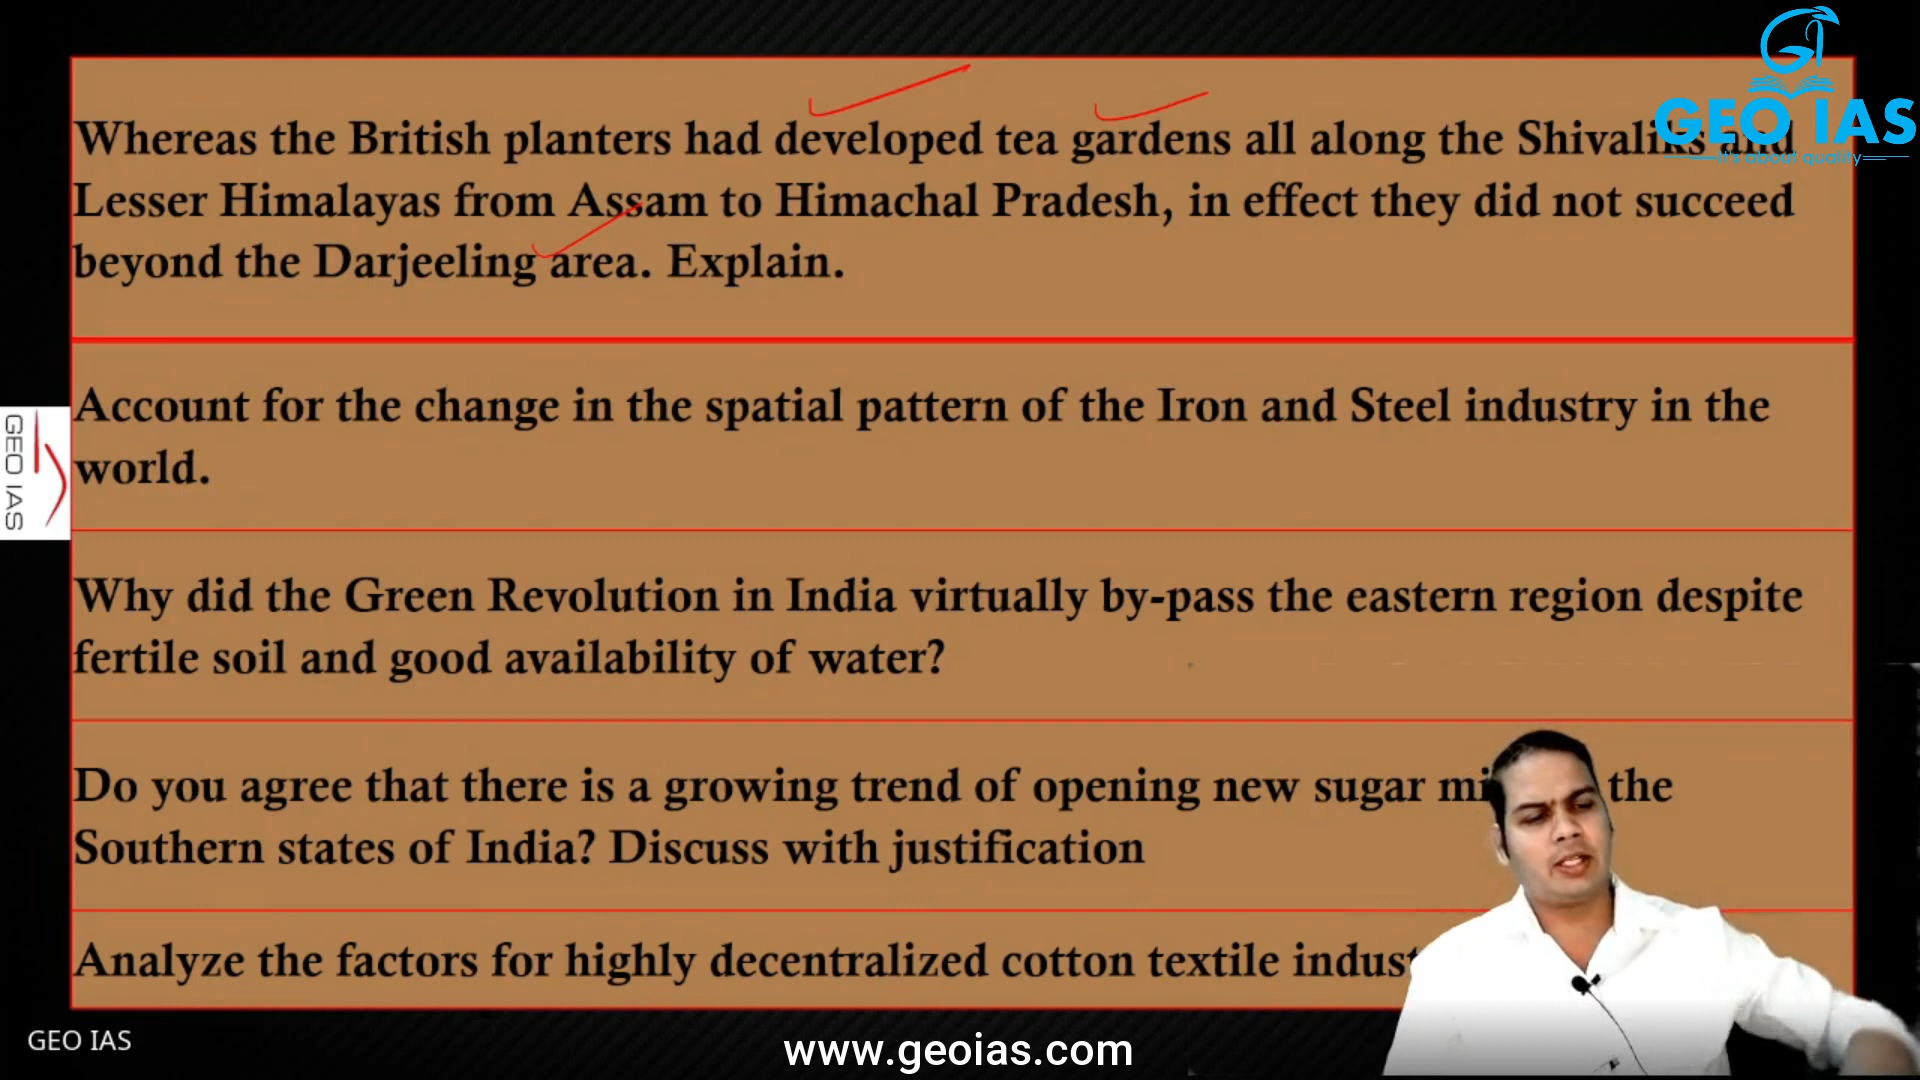 Whereas the British planters had developed tea gardens all along the Shivaliks and
Lesser Himalayas from Assam to Himachal Pradesh, in effect they did not succeed
beyond the Darjeeling area. Explain.
GEO IAS
It's about quality
Account for the change in the spatial pattern of the Iron and Steel industry in the
world.
GEO IAS
Why did the Green Revolution in India virtually by-pass the eastern region despite
fertile soil and good availability of water?
Do you agree that there is a growing trend of opening new sugar the
Southern states of India? Discuss with justification
Analyze the factors for highly decentralized cotton textile
GEO IAS
www.geoias.com